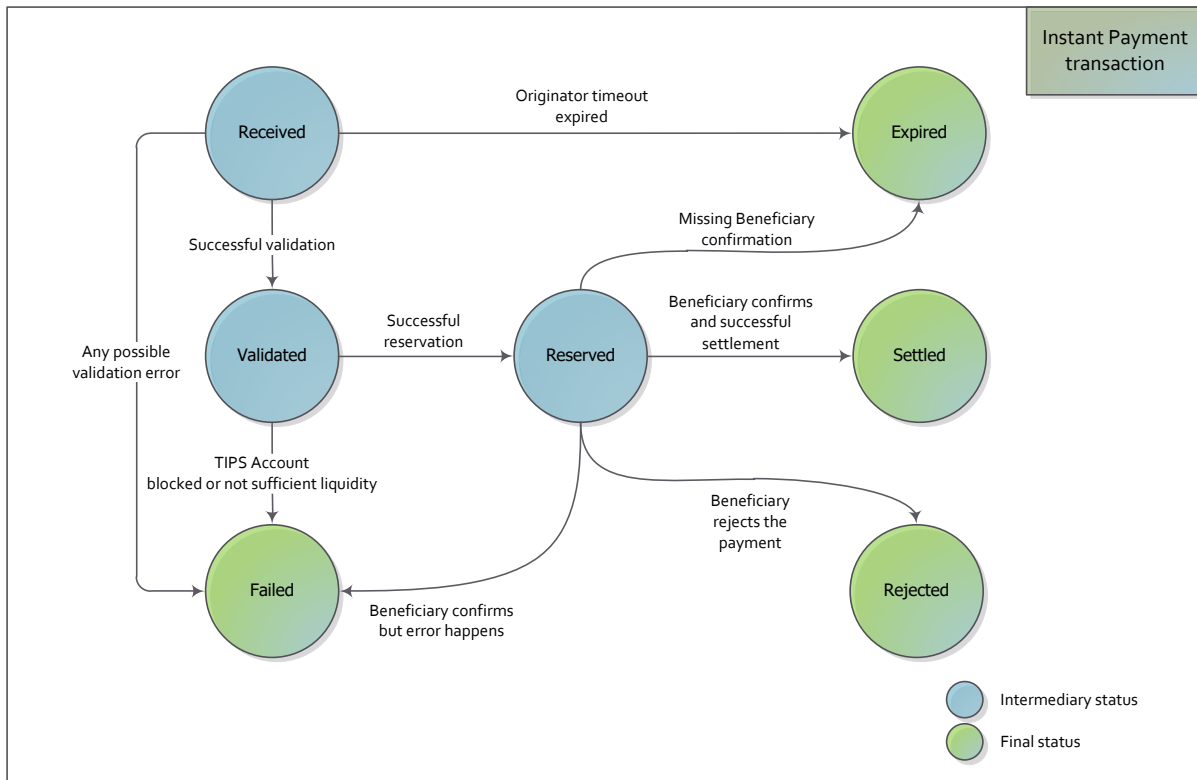 Instant Payment
transaction
Originator timeout
expired
Received
Expired
Missing Beneficiary
confirmation
Successful validation
Beneficiary confirms
and successful
settlement
Successful
reservation
Any possible
validation error
Validated
Reserved
Settled
TIPS Account
blocked or not sufficient liquidity
Beneficiary
rejects the
payment
Failed
Beneficiary confirms
but error happens
Rejected
Intermediary status
Final status